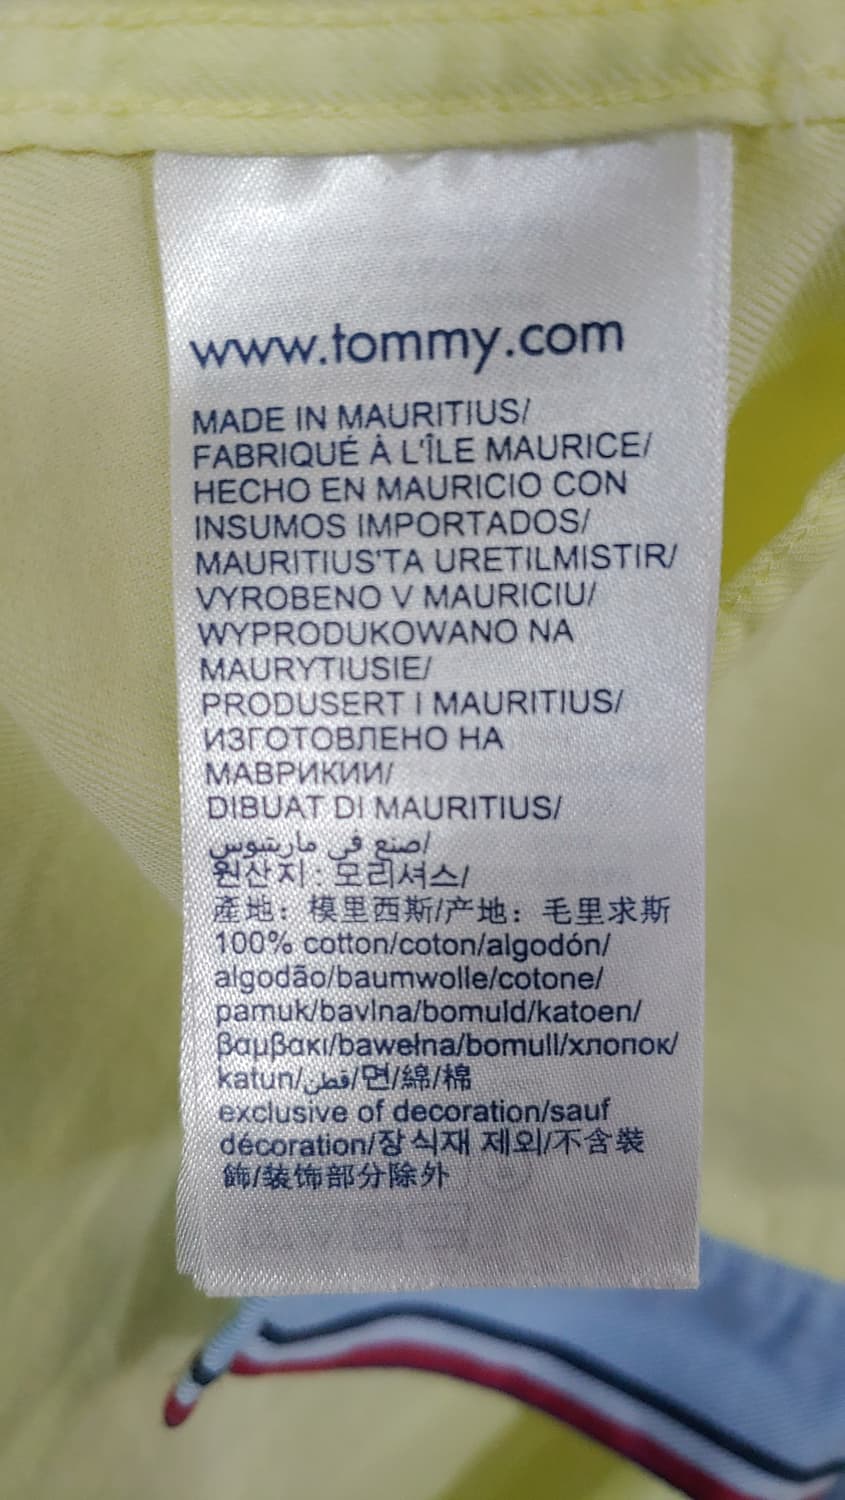 www.tommy.com
MADE IN MAURITIUS/
FABRIQUÉ À L'ÎLE MAURICE/
HECHO EN MAURICIO CON
INSUMOS IMPORTADOS/
MAURITIUS'TA URETILMISTIR/
VYROBENO V MAURICIU/
WYPRODUKOWANO NA
MAURYTIUSIE/
PRODUSERT I MAURITIUS/
ИЗГОТОВЛЕНО НА
МАВРИКИИ/
DIBUAT DI MAURITIUS/
صنع في مارشوس/
원산지 : 모리셔스/
產地：模里西斯/产地：毛里求斯
100% cotton/coton/algodón/
algodão/baumwolle/cotone/
pamuk/bavlna/bomuld/katoen/
βαμβακι/bawełna/bomull/хлопок/
katun/قطن/면/綿/棉
exclusive of decoration/sauf
décoration/장식재 제외/不含裝
飾/装饰部分除外